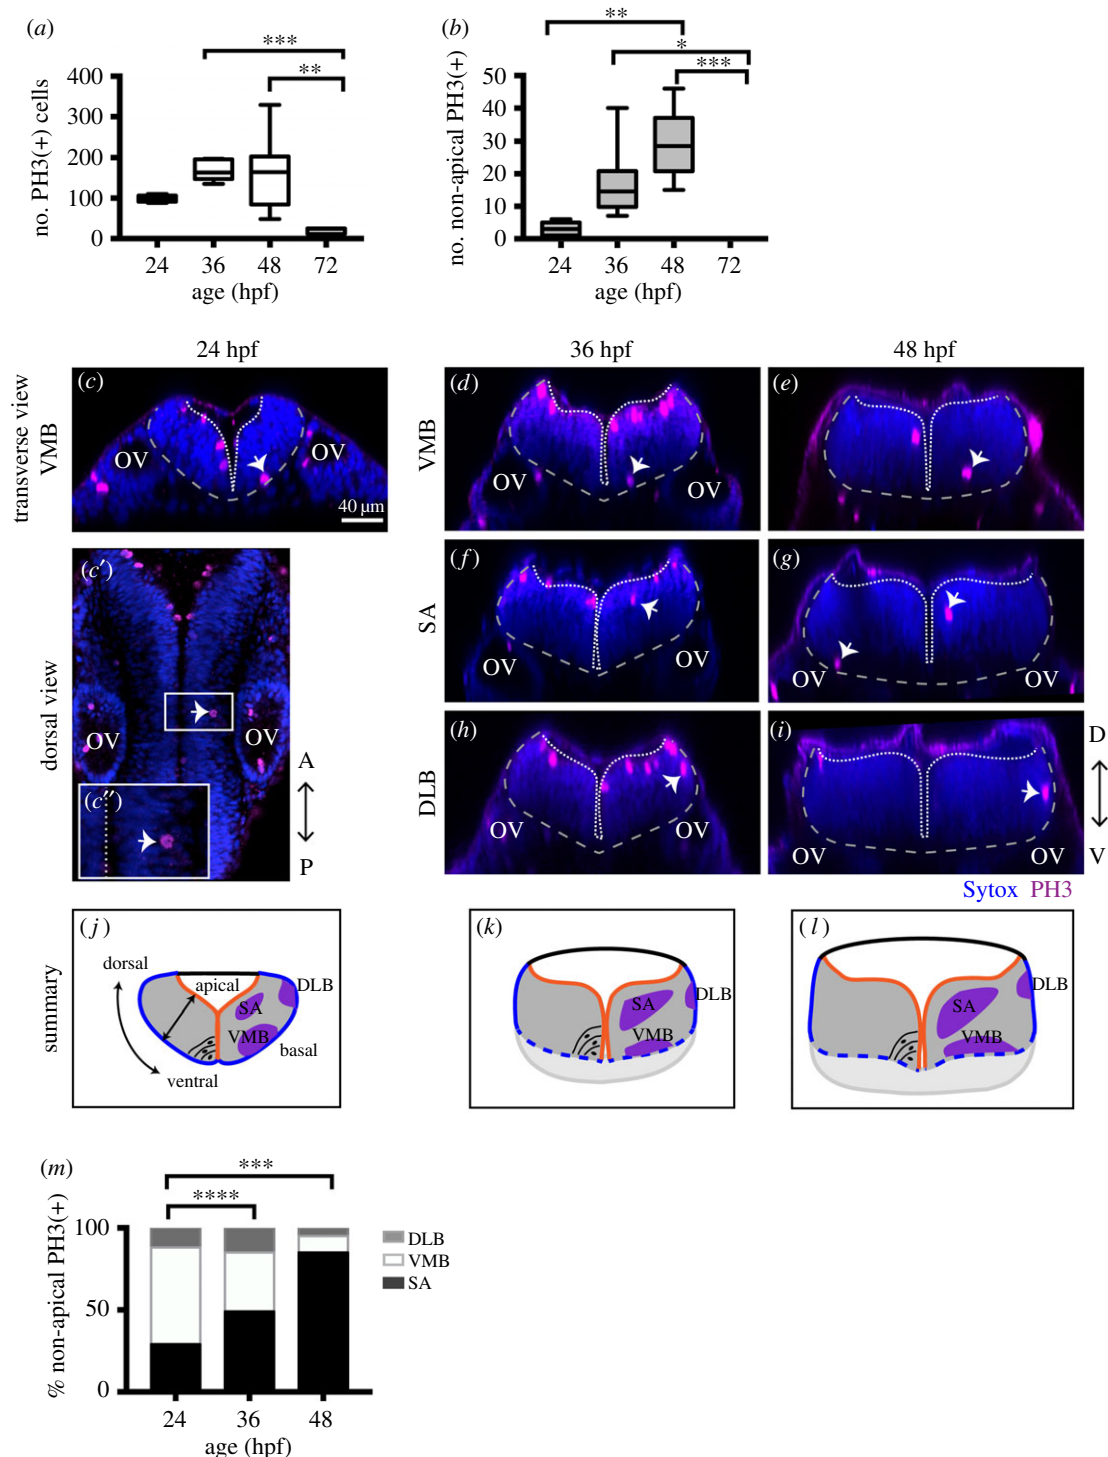 (a)
no. PH3(+) cells
400
300
200
100
0
24 36 48 72
age (hpf)
***
**
(b)
no. non-apical PH3(+)
50
40
30
20
10
0
24 36 48 72
age (hpf)
**
*
***
24 hpf
36 hpf
48 hpf
transverse view
VMB
(c)
OV
OV
40 µm
VMB
(d)
OV
OV
(e)
dorsal view
(c′)
OV
OV
(c″)
A
P
SA
(f)
OV
OV
(g)
OV
OV
DLB
(h)
OV
OV
(i)
OV
OV
D
V
Sytox PH3
summary
(j)
dorsal
apical
DLB
SA
VMB
basal
ventral
(k)
SA
DLB
VMB
(l)
SA
DLB
VMB
(m)
% non-apical PH3(+)
100
50
0
24 36 48
age (hpf)
***
****
DLB
VMB
SA